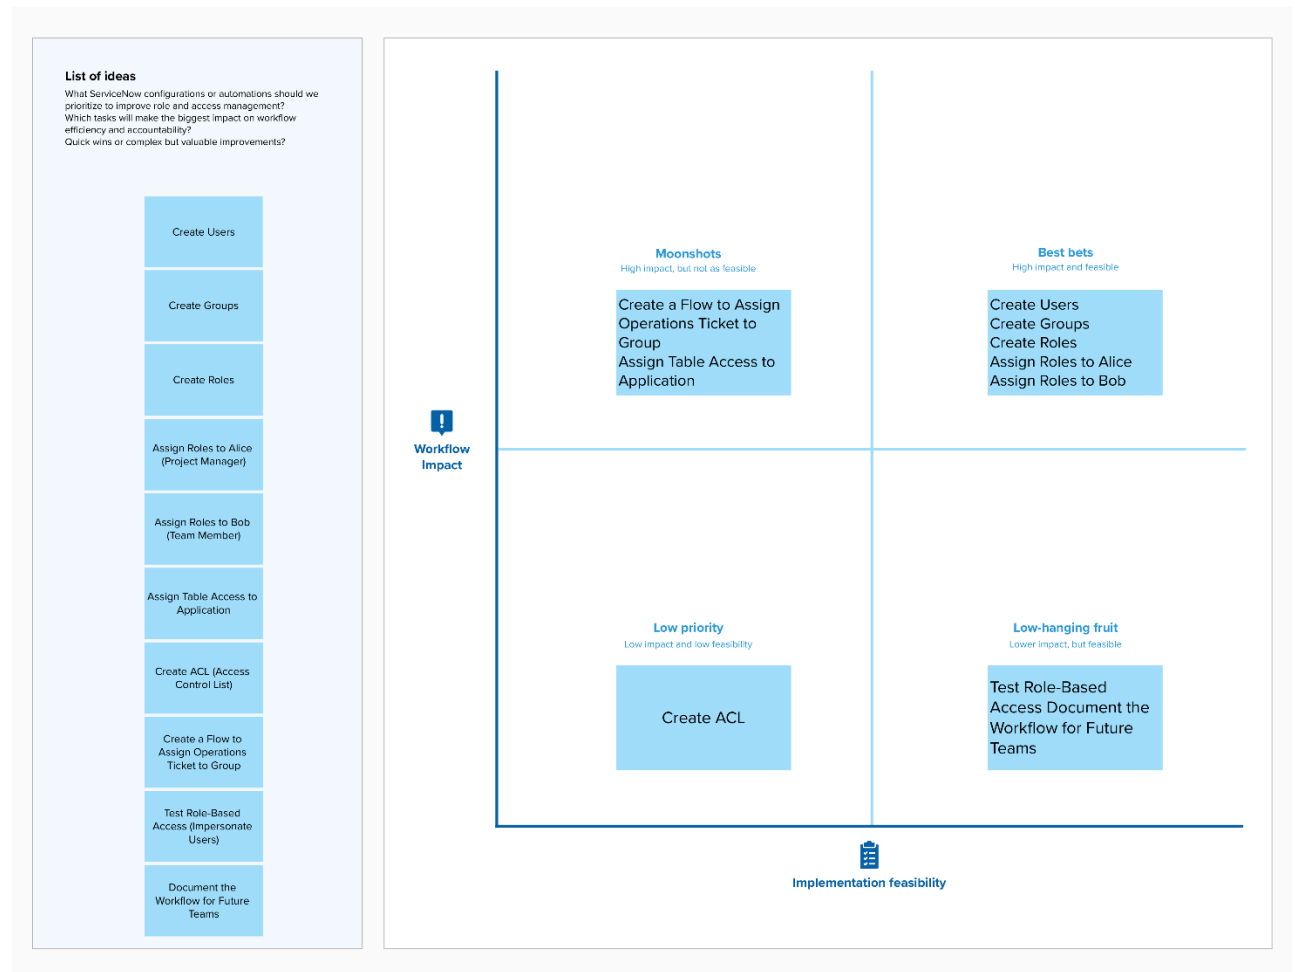 List of ideas
What ServiceNow configurations or automations should we
prioritize to improve role and access management?
Which tasks will make the biggest impact on workflow
efficiency and accountability?
Quick wins or complex but valuable improvements?
Create Users
Create Groups
Create Roles
Assign Roles to Alice
(Project Manager)
Assign Roles to Bob
(Team Member)
Assign Table Access to
Application
Create ACL (Access
Control List)
Create a Flow to
Assign Operations
Ticket to Group
Test Role-Based
Access (Impersonate
Users)
Document the
Workflow for Future
Teams
Moonshots
High impact, but not as feasible
Create a Flow to Assign
Operations Ticket to
Group
Assign Table Access to
Application
Best bets
High impact and feasible
Create Users
Create Groups
Create Roles
Assign Roles to Alice
Assign Roles to Bob
Workflow
Impact
Low priority
Low impact and low feasibility
Create ACL
Low-hanging fruit
Lower impact, but feasible
Test Role-Based
Access Document the
Workflow for Future
Teams
Implementation feasibility